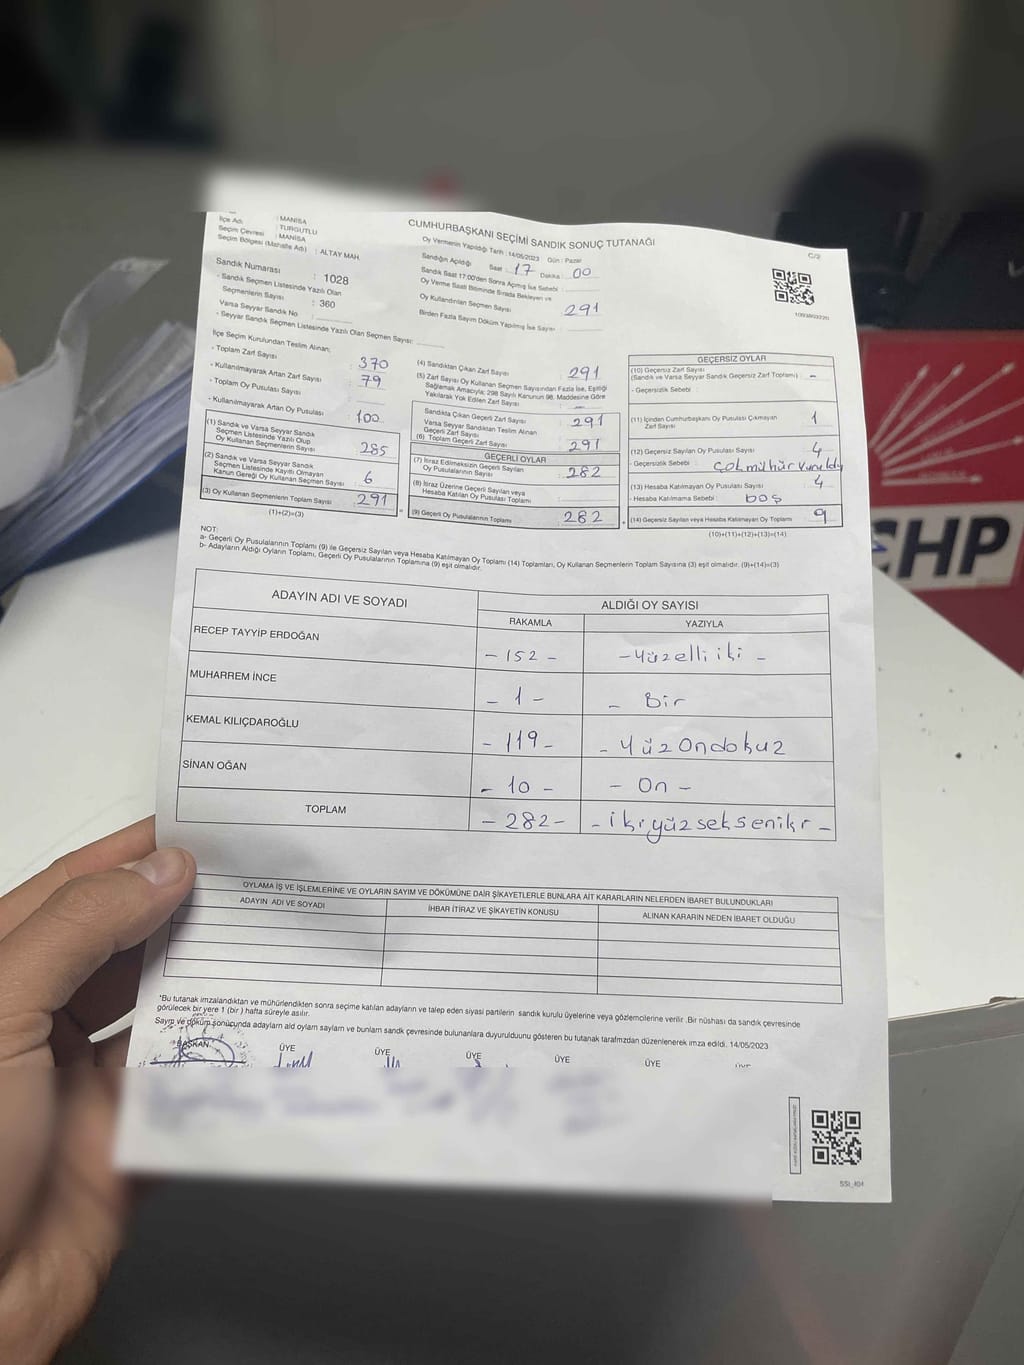 İlçe Adı
Seçim Çevresi
Seçim Bölgesi (Mahalle Adı)
: MANİSA
: TURGUTLU
: MANİSA
: ALTAY MAH.
CUMHURBAŞKANI SEÇİMİ SANDIK SONUÇ TUTANAĞI
C/2
Oy Vermenin Yapıldığı Tarih : 14/05/2023 Gün : Pazar
Sandığın Açıldığı Saat : 17 Dakika : 00
Sandık Saat 17.00'den Sonra Açılmış İse Sebebi :
Oy Verme Saati Bitiminde Sırada Bekleyen ve
Oy Kullandırılan Seçmen Sayısı 291
Birden Fazla Sayım Döküm Yapılmış İse Sayısı :
Sandık Numarası : 1028
- Sandık Seçmen Listesinde Yazılı Olan
Seçmenlerin Sayısı : 360
Varsa Seyyar Sandık No
- Seyyar Sandık Seçmen Listesinde Yazılı Olan Seçmen Sayısı:
İlçe Seçim Kurulundan Teslim Alınan;
- Toplam Zarf Sayısı : 370
- Kullanılmayarak Artan Zarf Sayısı : 79
- Toplam Oy Pusulası Sayısı
- Kullanılmayarak Artan Oy Pusulası : 100
(1) Sandık ve Varsa Seyyar Sandık
Seçmen Listesinde Yazılı Olup
Oy Kullanan Seçmenlerin Sayısı : 285
(2) Sandık ve Varsa Seyyar Sandık
Seçmen Listesinde Kayıtlı Olmayan
Kanun Gereği Oy Kullanan Seçmen Sayısı : 6
(3) Oy Kullanan Seçmenlerin Toplam Sayısı : 291
(1)+(2)=(3)
(4) Sandıktan Çıkan Zarf Sayısı : 291
(5) Zarf Sayısı Oy Kullanan Seçmen Sayısından Fazla İse, Eşitliği
Sağlamak Amacıyla; 298 Sayılı Kanunun 98. Maddesine Göre
Yakılarak Yok Edilen Zarf Sayısı : -
Sandıkta Çıkan Geçerli Zarf Sayısı : 291
Varsa Seyyar Sandıktan Teslim Alınan
Geçerli Zarf Sayısı
(6) Toplam Geçerli Zarf Sayısı : 291
GEÇERLİ OYLAR
(7) İtiraz Edilmeksizin Geçerli Sayılan
Oy Pusulalarının Sayısı : 282
(8) İtiraz Üzerine Geçerli Sayılan veya
Hesaba Katılan Oy Pusulası Toplamı
(9) Geçerli Oy Pusulalarının Toplamı : 282
GEÇERSİZ OYLAR
(10) Geçersiz Zarf Sayısı
(Sandık ve Varsa Seyyar Sandık Geçersiz Zarf Toplamı) : -
- Geçersizlik Sebebi :
(11) İçinden Cumhurbaşkanı Oy Pusulası Çıkmayan
Zarf Sayısı : 1
(12) Geçersiz Sayılan Oy Pusulası Sayısı : 4
- Geçersizlik Sebebi : çok mühür vuruldu
(13) Hesaba Katılmayan Oy Pusulası Sayısı : 4
- Hesaba Katılmama Sebebi : boş
(14) Geçersiz Sayılan veya Hesaba Katılmayan Oy Toplamı : 9
(10)+(11)+(12)+(13)=(14)
NOT:
a- Geçerli Oy Pusulalarının Toplamı (9) ile Geçersiz Sayılan veya Hesaba Katılmayan Oy Toplamı (14) Toplamları, Oy Kullanan Seçmenlerin Toplam Sayısına (3) eşit olmalıdır. (9)+(14)=(3)
b- Adayların Aldığı Oyların Toplamı, Geçerli Oy Pusulalarının Toplamına (9) eşit olmalıdır.
ADAYIN ADI VE SOYADI
ALDIĞI OY SAYISI
RAKAMLA
YAZIYLA
RECEP TAYYİP ERDOĞAN - 152 - - Yüzelli iki -
MUHARREM İNCE - 1 - - Bir
KEMAL KILIÇDAROĞLU - 119 - - Yüz Ondokuz
SİNAN OĞAN - 10 - - On -
TOPLAM - 282 - - ikiyüz seksen iki -
OYLAMA İŞ VE İŞLEMLERİNE VE OYLARIN SAYIM VE DÖKÜMÜNE DAİR ŞİKAYETLERLE BUNLARA AİT KARARLARIN NELERDEN İBARET BULUNDUKLARI
ADAYIN ADI VE SOYADI
İHBAR İTİRAZ VE ŞİKAYETİN KONUSU
ALINAN KARARIN NEDEN İBARET OLDUĞU
*Bu tutanak imzalandıktan ve mühürlendikten sonra seçime katılan adayların ve talep eden siyasi partilerin sandık kurulu üyelerine veya gözlemcilerine verilir .Bir nüshası da sandık çevresinde
görülecek bir yere 1 (bir ) hafta süreyle asılır.
Sayım ve döküm sonucunda adayların ald oyların sayılarını ve bunların sandık çevresinde bulunanlara duyurulduunu gösteren bu tutanak tarafımzdan düzenlenerek imza edildi. 14/05/2023
BAŞKAN
ÜYE
ÜYE
ÜYE
ÜYE
ÜYE
CHP